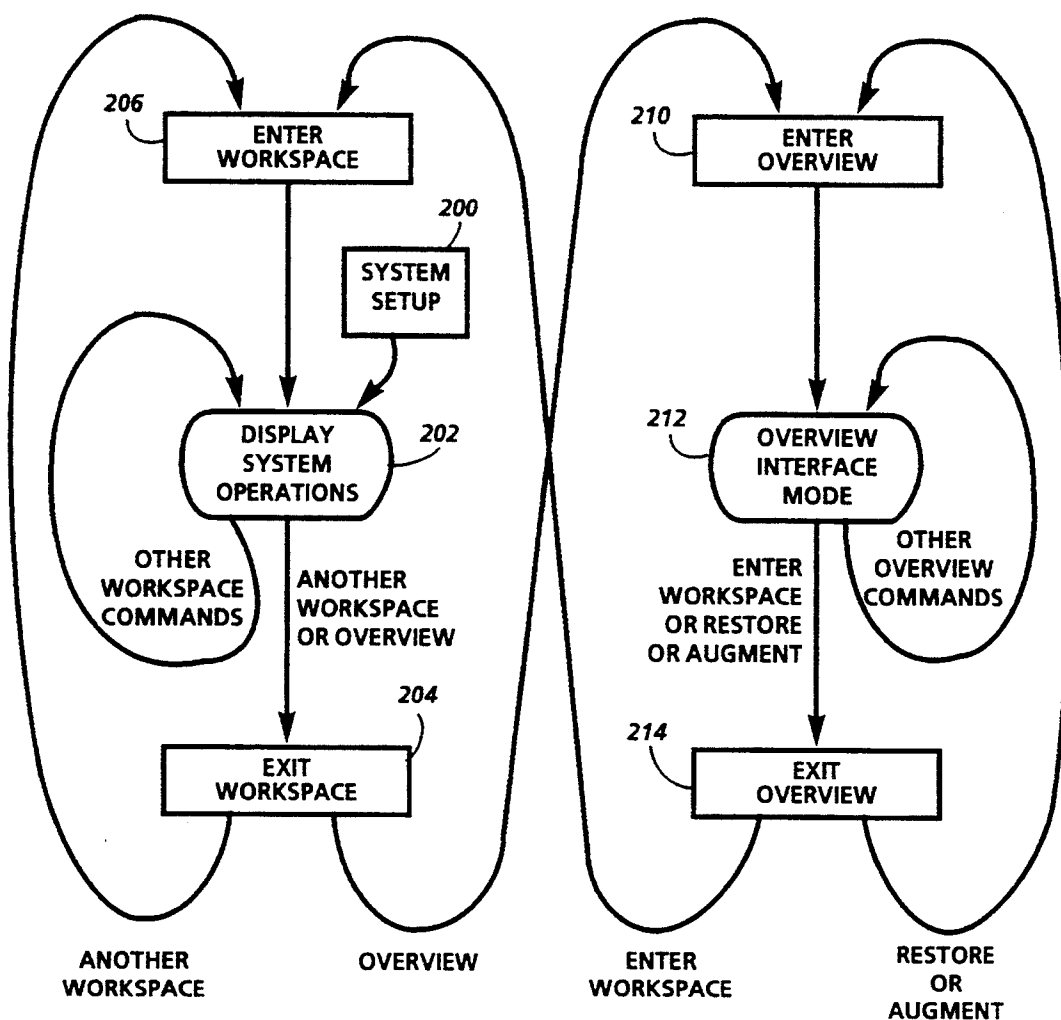 206
ENTER
WORKSPACE
210
ENTER
OVERVIEW
200
SYSTEM
SETUP
DISPLAY
SYSTEM
OPERATIONS
202
212
OVERVIEW
INTERFACE
MODE
OTHER
WORKSPACE
COMMANDS
ANOTHER
WORKSPACE
OR OVERVIEW
ENTER
WORKSPACE
OR RESTORE
OR AUGMENT
OTHER
OVERVIEW
COMMANDS
204
EXIT
WORKSPACE
214
EXIT
OVERVIEW
ANOTHER
WORKSPACE
OVERVIEW
ENTER
WORKSPACE
RESTORE
OR
AUGMENT